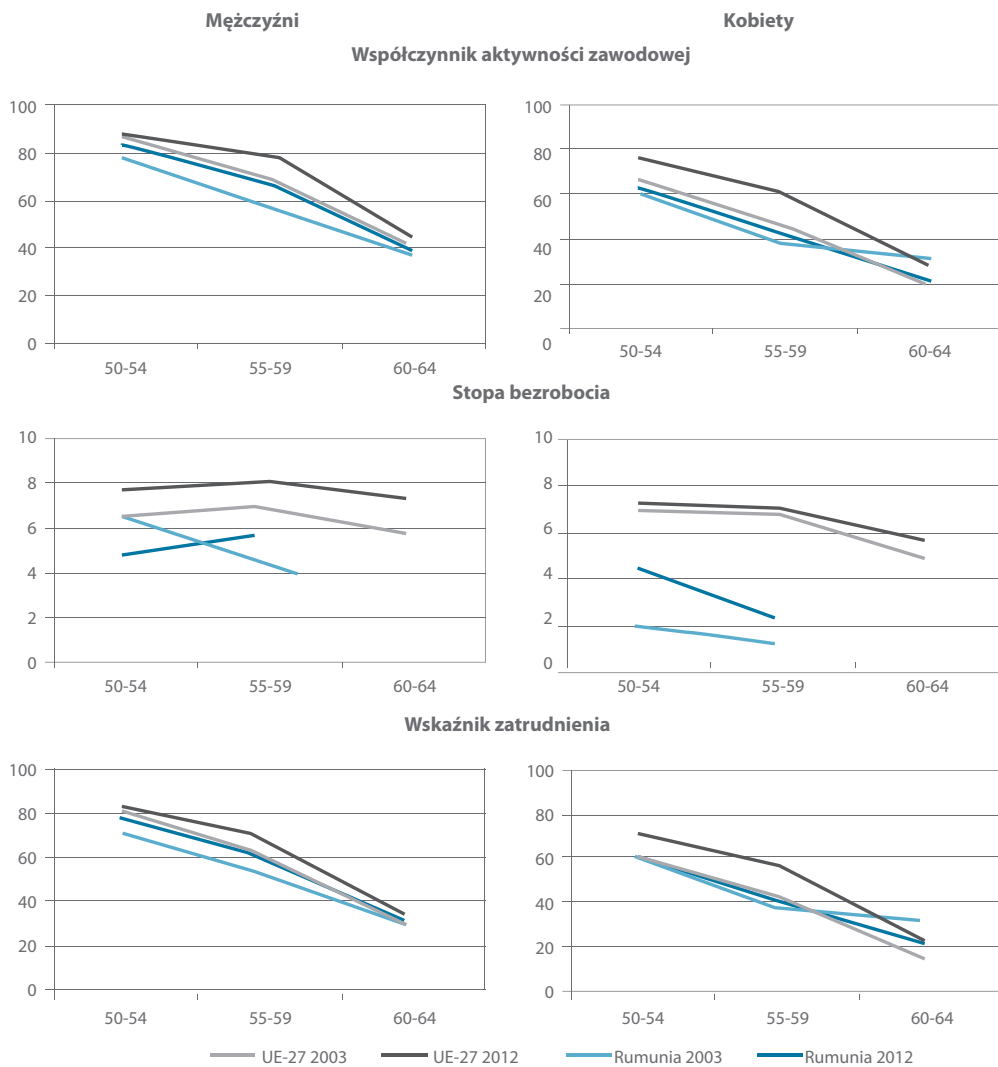 Mężczyźni Kobiety
Współczynnik aktywności zawodowej
100 100
80 80
60 60
40 40
20 20
0 0
50-54 55-59 60-64 50-54 55-59 60-64
Stopa bezrobocia
10 10
8 8
6 6
4 4
2 2
0 0
50-54 55-59 60-64 50-54 55-59 60-64
Wskaźnik zatrudnienia
100 100
80 80
60 60
40 40
20 20
0 0
50-54 55-59 60-64 50-54 55-59 60-64
UE-27 2003 UE-27 2012 Rumunia 2003 Rumunia 2012